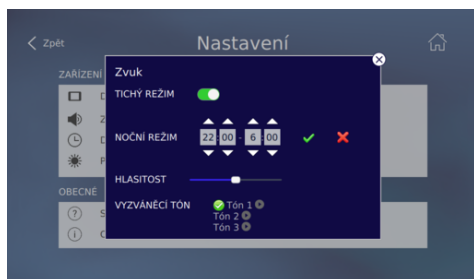 Zpět
Nastavení
ZAŘÍZENÍ
Zvuk
TICHÝ REŽIM
NOČNÍ REŽIM 22 : 00 - 6 : 00
HLASITOST
OBECNÉ
VYZVÁNĚCÍ TÓN Tón 1
Tón 2
Tón 3